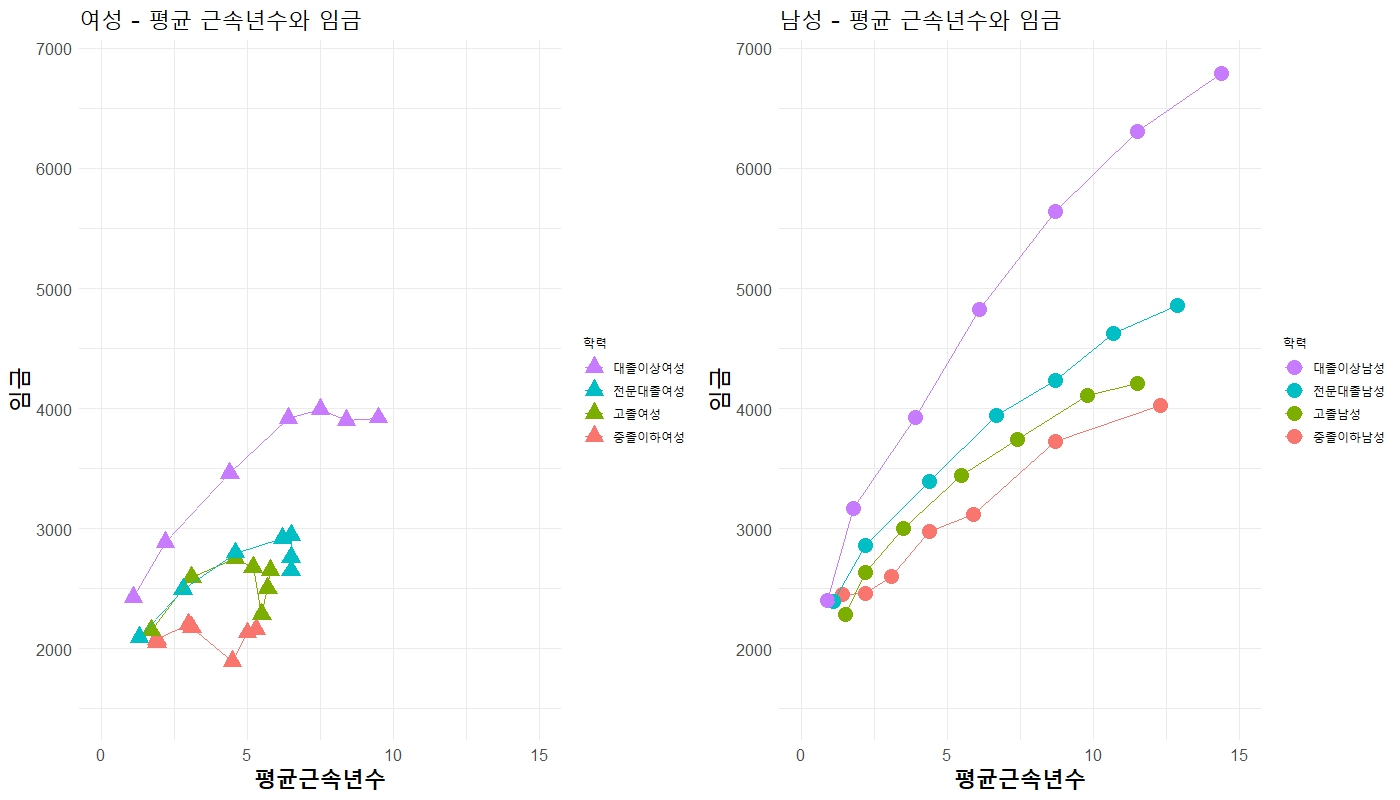 여성 - 평균 근속년수와 임금
7000
6000
5000
4000
3000
2000
임금
0
5
10
15
평균근속년수
학력
대졸이상여성
전문대졸여성
고졸여성
중졸이하여성
남성 - 평균 근속년수와 임금
7000
6000
5000
4000
3000
2000
임금
0
5
10
15
평균근속년수
학력
대졸이상남성
전문대졸남성
고졸남성
중졸이하남성